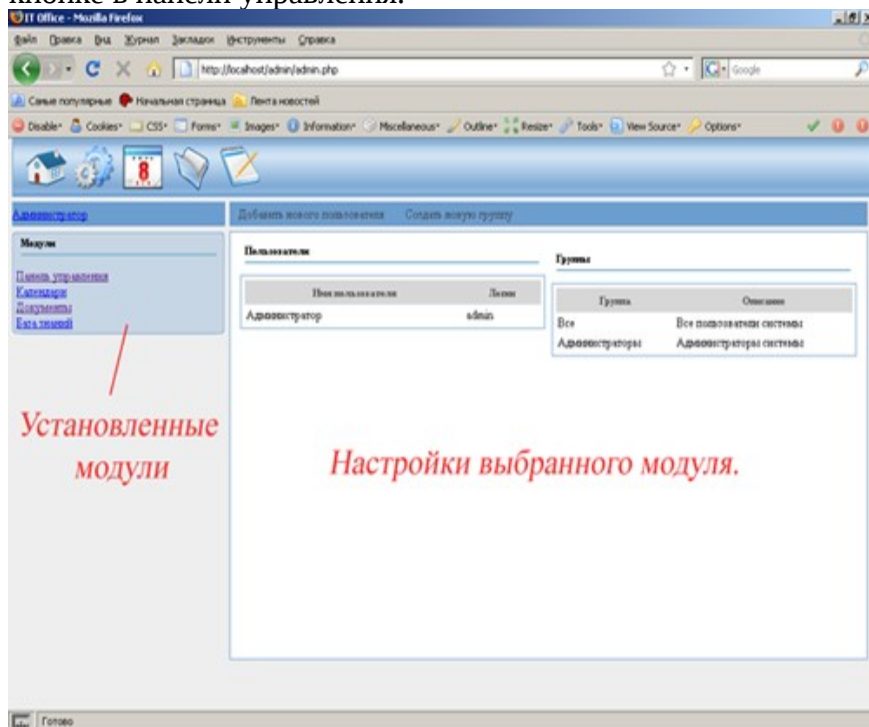 кнопке в панели управления.
IT Office - Mozilla Firefox
Файл Правка Вид Журнал Закладки Инструменты Справка
http://localhost/admin/admin.php
Google
Самые популярные Начальная страница Лента новостей
Disable Cookies CSS Forms Images Information Miscellaneous Outline Resize Tools View Source Options
8
Администратор
Добавить нового пользователя Создать новую группу
Модули
Панель управления
Календарь
Документы
База знаний
Пользователи
Имя пользователя Логин
Администратор admin
Группы
Группа Описание
Все Все пользователи системы
Администраторы Администраторы системы
Установленные
модули
Настройки выбранного модуля.
Готово